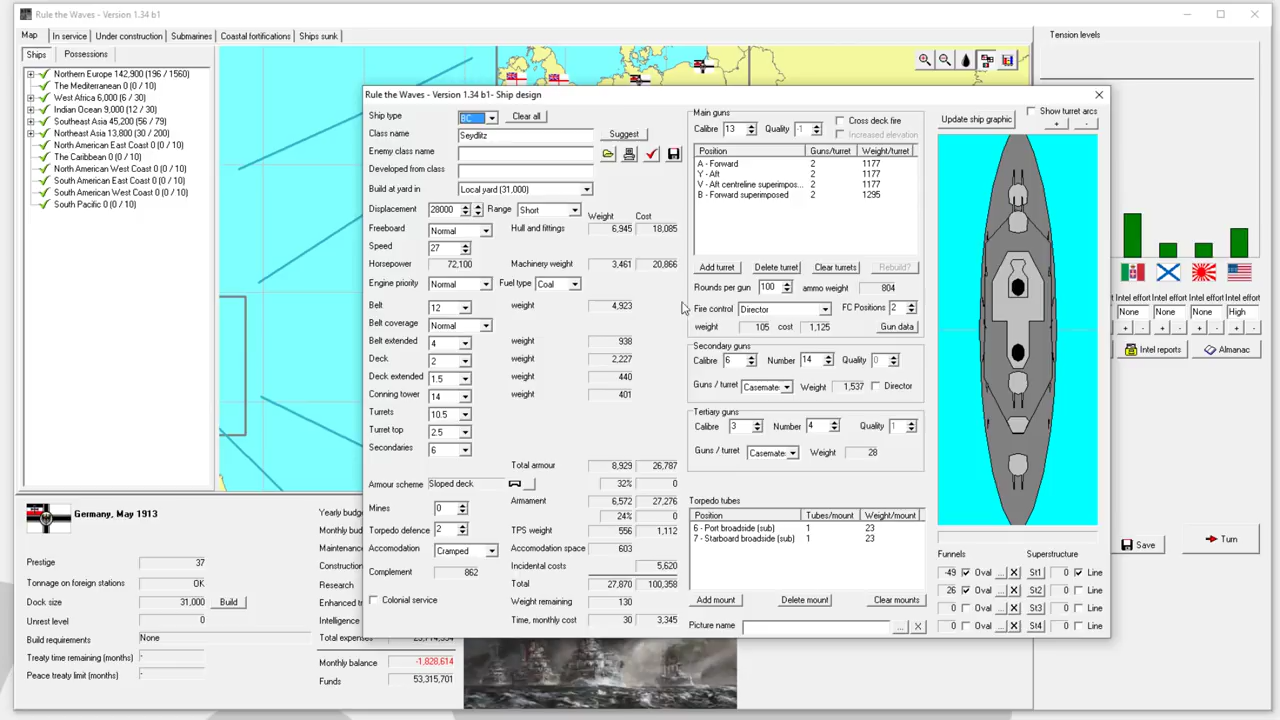 Rule the Waves - Version 1.34 b1
Map In service Under construction Submarines Coastal fortifications Ships sunk
Tension levels
Ships Possessions
Northern Europe 142,900 (196 / 1560)
The Mediterranean 0 (0 / 10)
West Africa 6,000 (6 / 30)
Indian Ocean 9,000 (12 / 30)
Southeast Asia 45,200 (56 / 79)
Northeast Asia 13,800 (30 / 200)
North American East Coast 0 (0 / 10)
The Caribbean 0 (0 / 10)
North American West Coast 0 (0 / 10)
South American East Coast 0 (0 / 10)
South American West Coast 0 (0 / 10)
South Pacific 0 (0 / 10)
Rule the Waves - Version 1.34 b1- Ship design
Ship type BC Clear all
Class name Seydlitz Suggest
Enemy class name
Developed from class
Build at yard in Local yard (31,000)
Displacement 28000 Range Short Weight Cost
Freeboard Normal Hull and fittings 6,945 18,085
Speed 27
Horsepower 72,100 Machinery weight 3,461 20,866
Engine priority Normal Fuel type Coal
Belt 12 weight 4,923
Belt coverage Normal
Belt extended 4 weight 938
Deck 2 weight 2,227
Deck extended 1.5 weight 440
Conning tower 14 weight 401
Turrets 10.5
Turret top 2.5
Secondaries 6
Total armour 8,929 26,787
Armour scheme Sloped deck 32% 0
Mines 0 Armament 6,572 27,276
24% 0
Torpedo defence 2 TPS weight 556 1,112
Accomodation Cramped Accomodation space 603
Complement 862 Incidental costs 5,620
Total 27,870 100,358
Colonial service Weight remaining 130
Time, monthly cost 30 3,345
Main guns
Calibre 13 Quality -1 Cross deck fire
Increased elevation
Position Guns/turret Weight/turret
A - Forward 2 1177
Y - Aft 2 1177
V - Aft centreline superimpos... 2 1177
B - Forward superimposed 2 1295
Add turret Delete turret Clear turrets Rebuild?
Rounds per gun 100 ammo weight 804
Fire control Director FC Positions 2
weight 105 cost 1,125 Gun data
Secondary guns
Calibre 6 Number 14 Quality 0
Guns / turret Casemate: Weight 1,537 Director
Tertiary guns
Calibre 3 Number 4 Quality 1
Guns / turret Casemate: Weight 28
Torpedo tubes
Position Tubes/mount Weight/mount
6 - Port broadside (sub) 1 23
7 - Starboard broadside (sub) 1 23
Add mount Delete mount Clear mounts
Picture name ... X
Update ship graphic Show turret arcs
+ -
Funnels Superstructure
-49 Oval ... X St1 0 Line
26 Oval ... X St2 0 Line
0 Oval ... X St3 0 Line
0 Oval ... X St4 0 Line
Intel effort Intel effort Intel effort Intel effort
None None None High
+ - + - + - + -
Intel reports Almanac
Save Turn
Germany, May 1913
Prestige 37
Tonnage on foreign stations OK
Dock size 31,000 Build
Unrest level 0
Build requirements None
Treaty time remaining (months) -
Peace treaty limit (months) -
Yearly budge
Monthly bud
Maintenanc
Construction
Research
Enhanced tr
Intelligence
Total expenses
Monthly balance -1,828,614
Funds 53,315,701